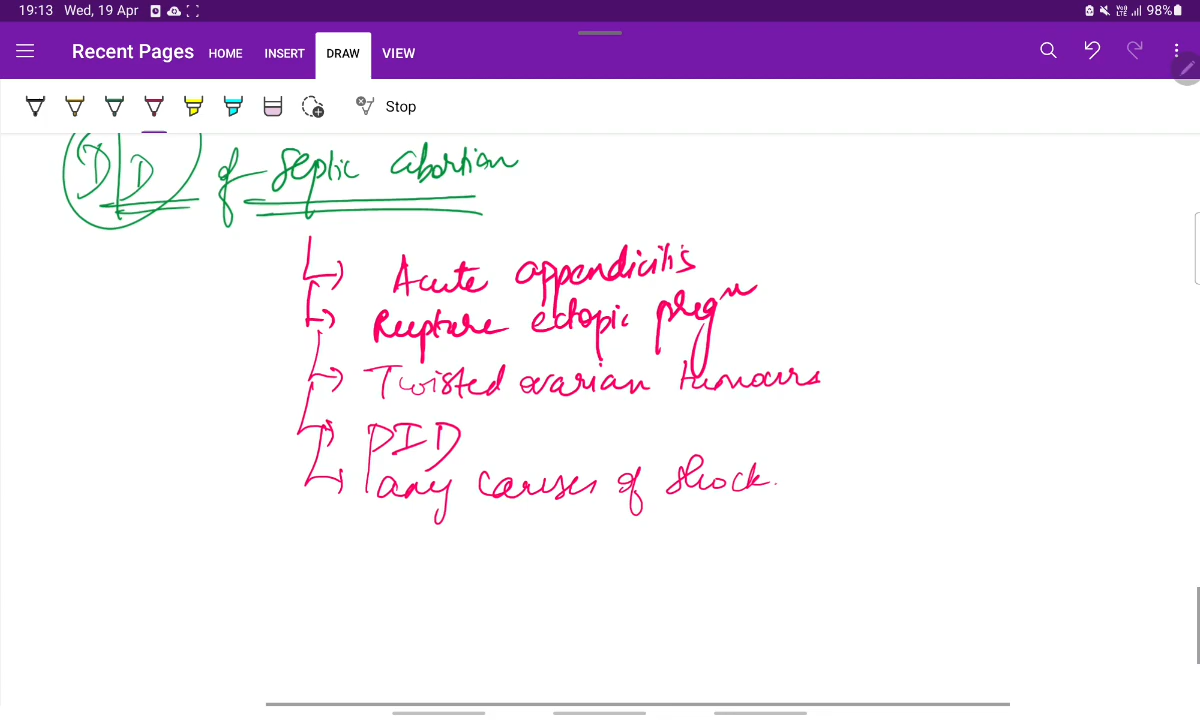 19:13 Wed, 19 Apr 98%
Recent Pages HOME INSERT DRAW VIEW
Stop
D/D of septic abortion
Acute appendicitis
Rupture ectopic pregn
Twisted ovarian tumours
PID
any causes of shock.